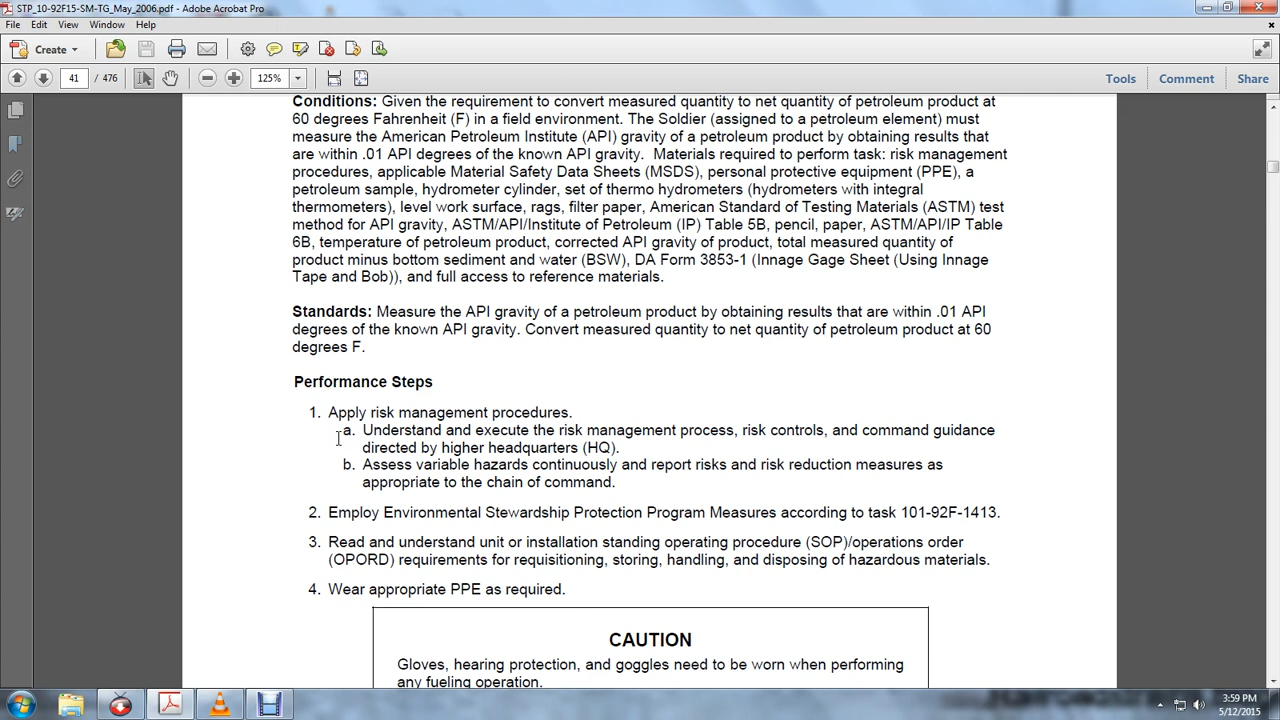 STP_10-92F15-SM-TG_May_2006.pdf - Adobe Acrobat Pro
File Edit View Window Help
Create
41 / 476 125% Tools Comment Share
Conditions: Given the requirement to convert measured quantity to net quantity of petroleum product at
60 degrees Fahrenheit (F) in a field environment. The Soldier (assigned to a petroleum element) must
measure the American Petroleum Institute (API) gravity of a petroleum product by obtaining results that
are within .01 API degrees of the known API gravity. Materials required to perform task: risk management
procedures, applicable Material Safety Data Sheets (MSDS), personal protective equipment (PPE), a
petroleum sample, hydrometer cylinder, set of thermo hydrometers (hydrometers with integral
thermometers), level work surface, rags, filter paper, American Standard of Testing Materials (ASTM) test
method for API gravity, ASTM/API/Institute of Petroleum (IP) Table 5B, pencil, paper, ASTM/API/IP Table
6B, temperature of petroleum product, corrected API gravity of product, total measured quantity of
product minus bottom sediment and water (BSW), DA Form 3853-1 (Innage Gage Sheet (Using Innage
Tape and Bob)), and full access to reference materials.
Standards: Measure the API gravity of a petroleum product by obtaining results that are within .01 API
degrees of the known API gravity. Convert measured quantity to net quantity of petroleum product at 60
degrees F.
Performance Steps
1. Apply risk management procedures.
a. Understand and execute the risk management process, risk controls, and command guidance
directed by higher headquarters (HQ).
b. Assess variable hazards continuously and report risks and risk reduction measures as
appropriate to the chain of command.
2. Employ Environmental Stewardship Protection Program Measures according to task 101-92F-1413.
3. Read and understand unit or installation standing operating procedure (SOP)/operations order
(OPORD) requirements for requisitioning, storing, handling, and disposing of hazardous materials.
4. Wear appropriate PPE as required.
CAUTION
Gloves, hearing protection, and goggles need to be worn when performing
any fueling operation.
3:59 PM
5/12/2015